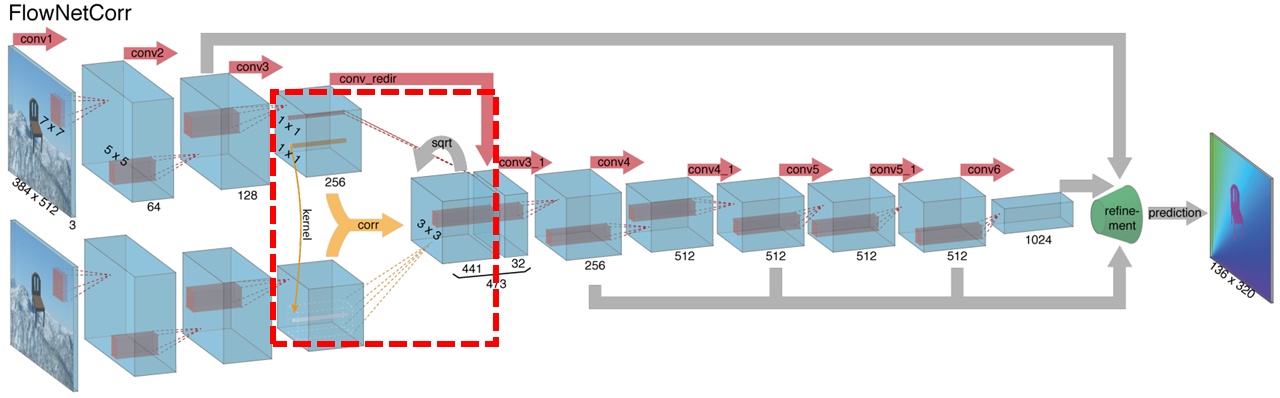 FlowNetCorr
conv1
conv2
conv3
conv_redir
7 x 7
5 x 5
1 x 1
1 x 1
384 x 512
3
64
128
256
kernel
corr
sqrt
3 x 3
441
32
473
conv3_1
conv4
conv4_1
conv5
conv5_1
conv6
256
512
512
512
512
1024
refine-
ment
prediction
136 x 320